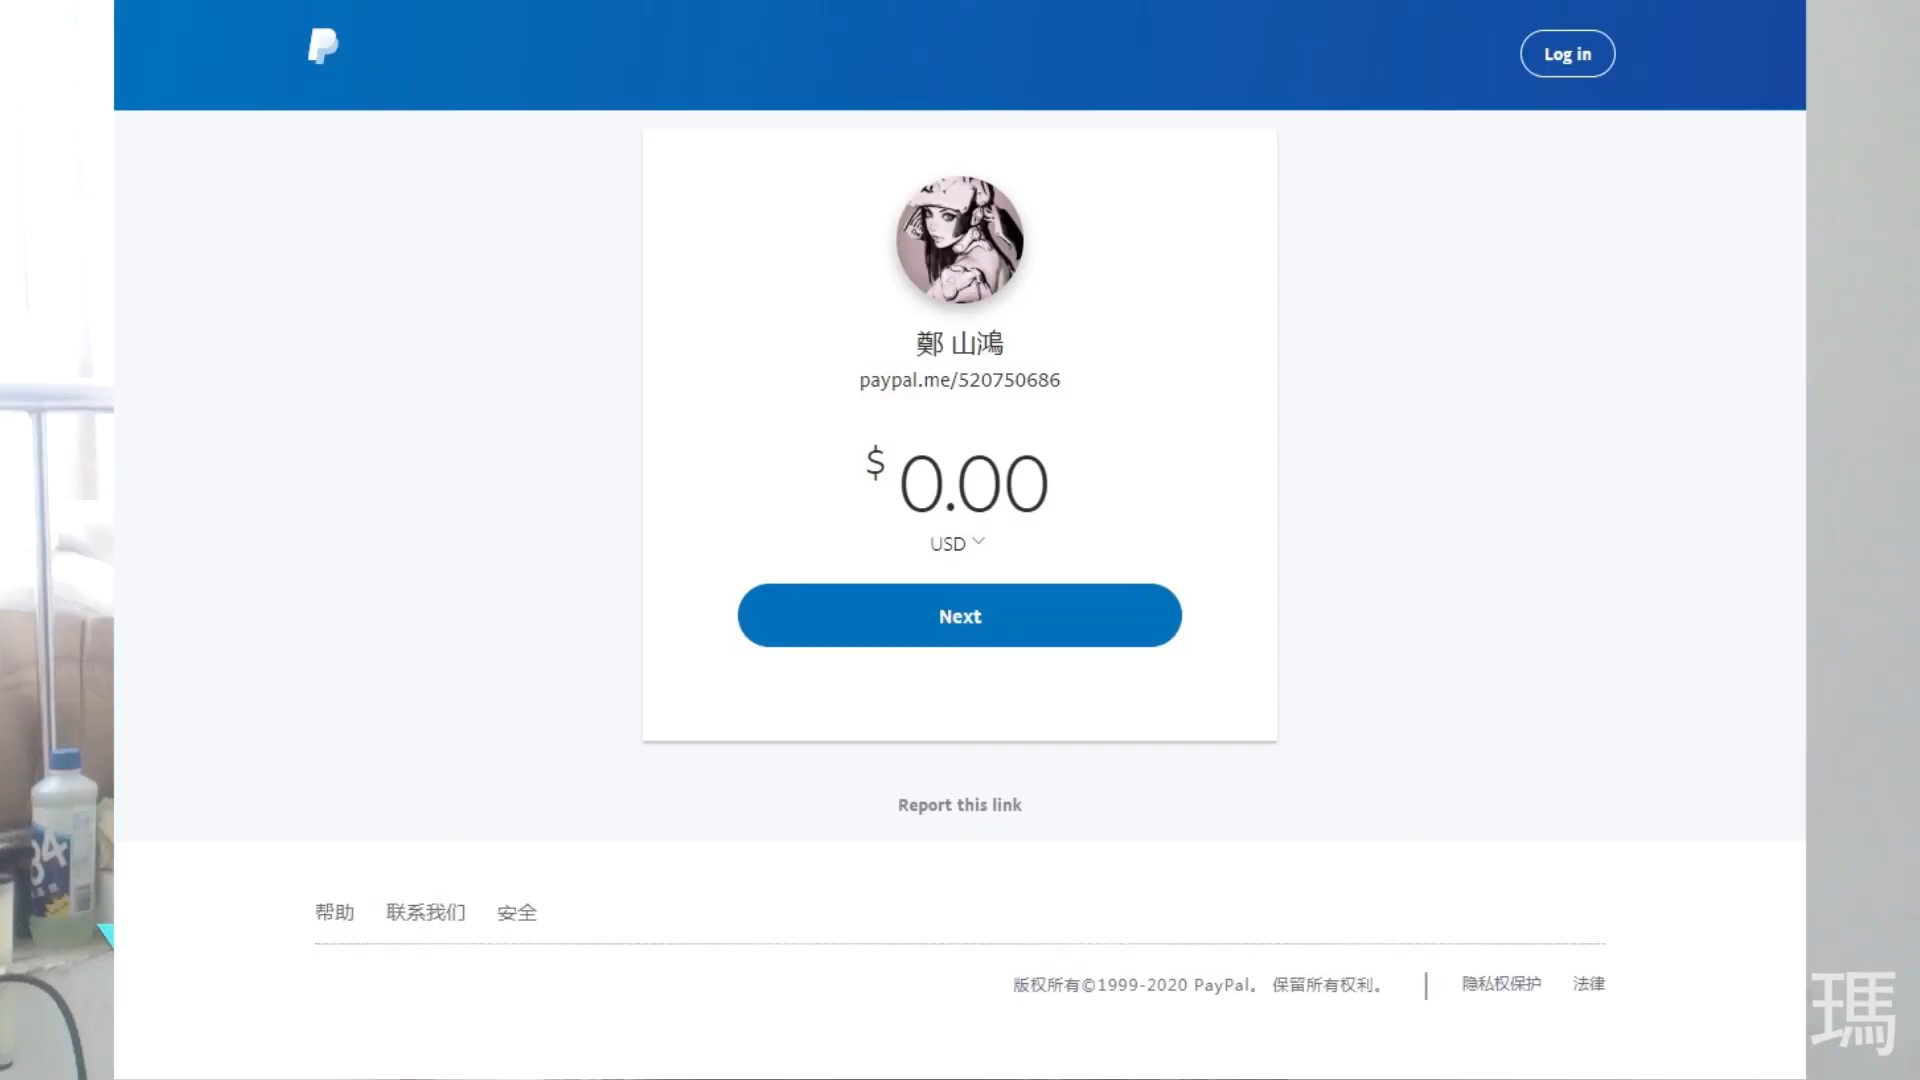 Log in
鄭 山鴻
paypal.me/520750686
$ 0.00
USD
Next
Report this link
84
帮助 联系我们 安全
版权所有©1999-2020 PayPal。 保留所有权利。 | 隐私权保护 法律
瑪